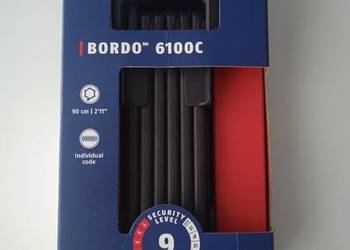 BORDO™ 6100C
90 cm | 2'11"
Individual
code
SECURITY
LEVEL
9